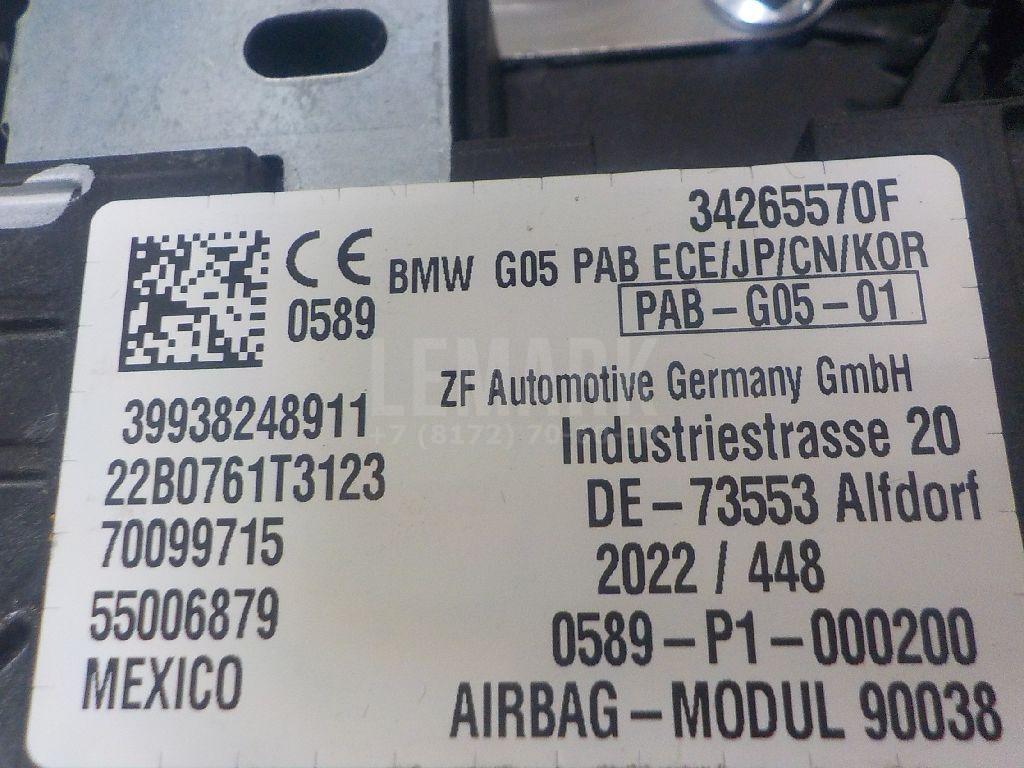 34265570F
CE BMW G05 PAB ECE/JP/CN/KOR
0589 PAB-G05-01
LEMARK
ZF Automotive Germany GmbH
39938248911 Industriestrasse 20
22B0761T3123 DE-73553 Alfdorf
70099715 2022 / 448
55006879 0589-P1-000200
MEXICO AIRBAG-MODUL 90038